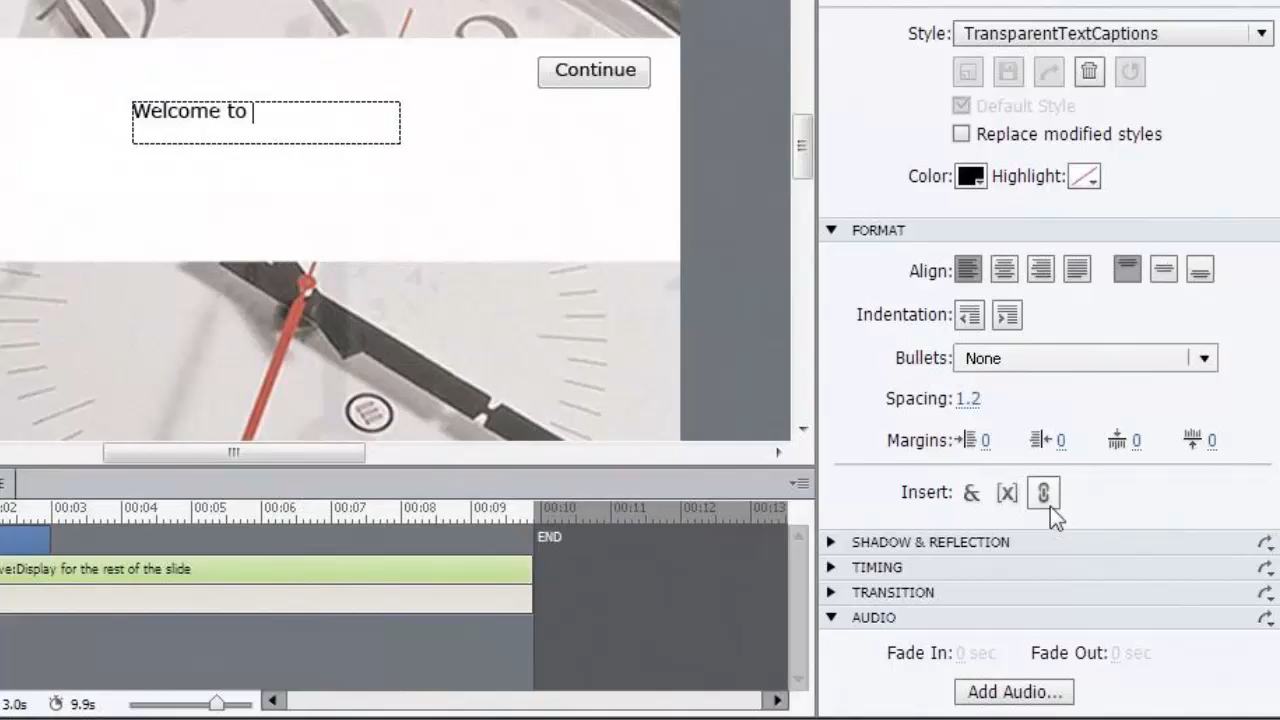 Continue
Welcome to
Style: TransparentTextCaptions
Default Style
Replace modified styles
Color: Highlight:
FORMAT
Align:
Indentation:
Bullets: None
Spacing: 1.2
Margins: 0 0 0 0
Insert: & [x]
SHADOW & REFLECTION
TIMING
TRANSITION
AUDIO
Fade In: 0 sec Fade Out: 0 sec
Add Audio...
:02 00:03 00:04 00:05 00:06 00:07 00:08 00:09 00:10 00:11 00:12 00:13
END
ve:Display for the rest of the slide
3.0s 9.9s